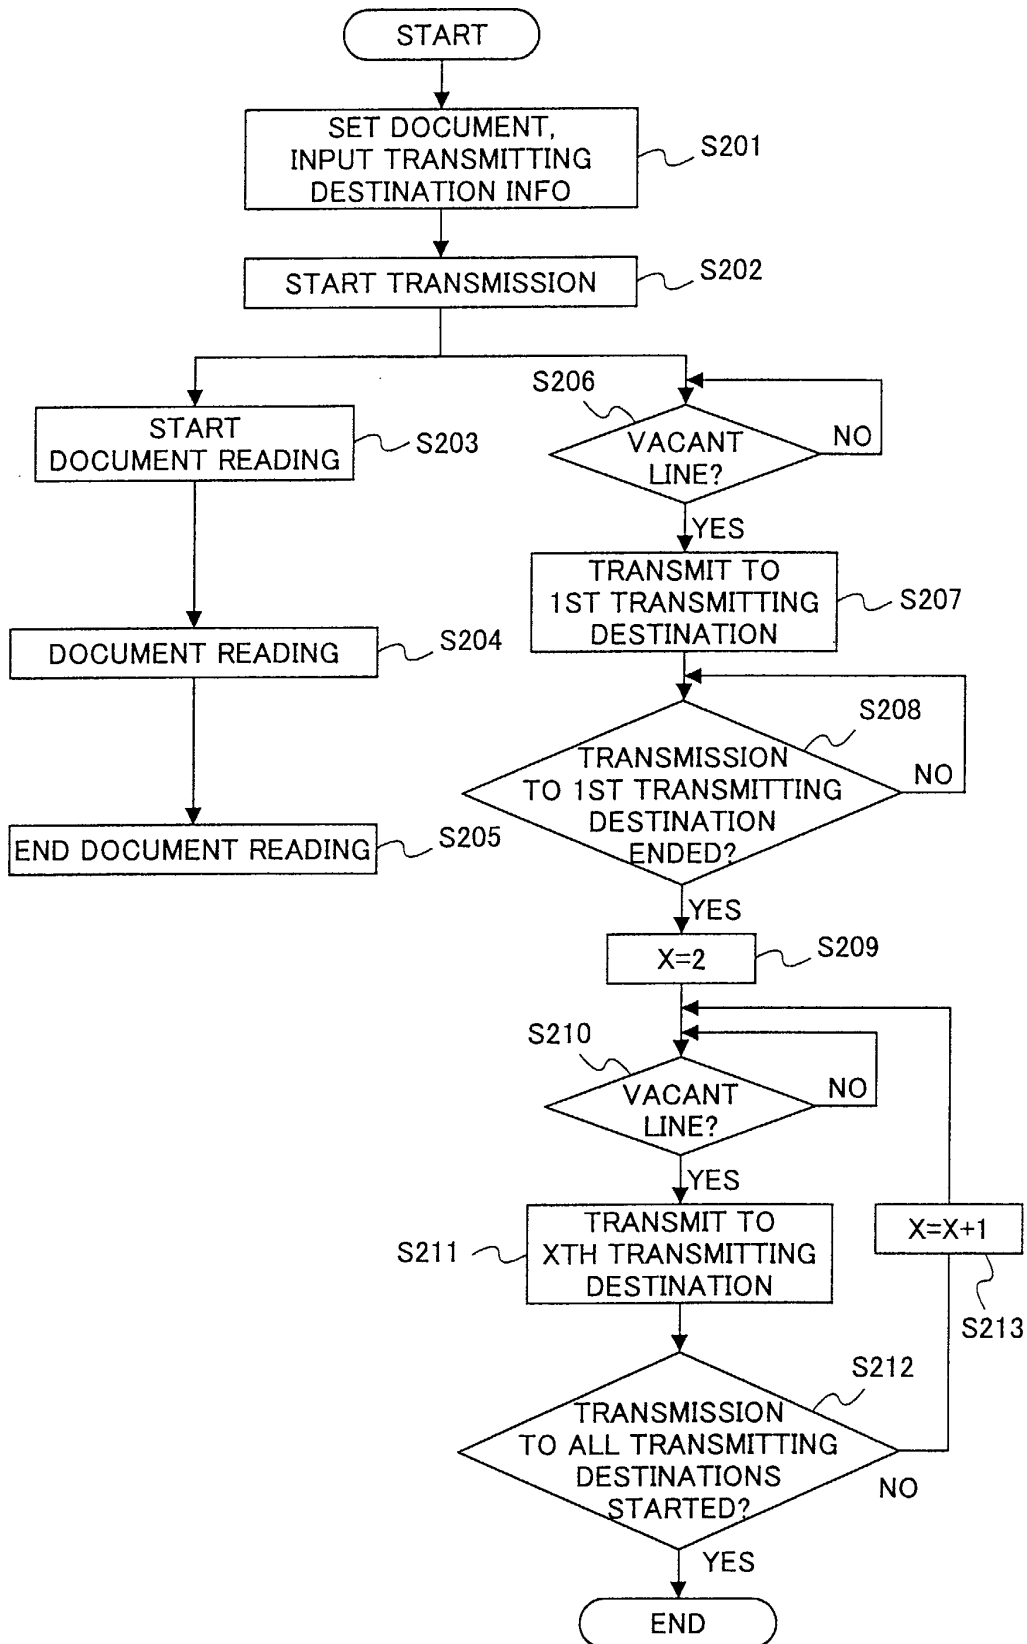 START
SET DOCUMENT,
INPUT TRANSMITTING
DESTINATION INFO
S201
START TRANSMISSION
S202
START
DOCUMENT READING
S203
DOCUMENT READING
S204
END DOCUMENT READING
S205
S206
VACANT
LINE?
NO
YES
TRANSMIT TO
1ST TRANSMITTING
DESTINATION
S207
S208
TRANSMISSION
TO 1ST TRANSMITTING
DESTINATION
ENDED?
NO
YES
X=2
S209
S210
VACANT
LINE?
NO
YES
TRANSMIT TO
XTH TRANSMITTING
DESTINATION
S211
X=X+1
S213
S212
TRANSMISSION
TO ALL TRANSMITTING
DESTINATIONS
STARTED?
NO
YES
END